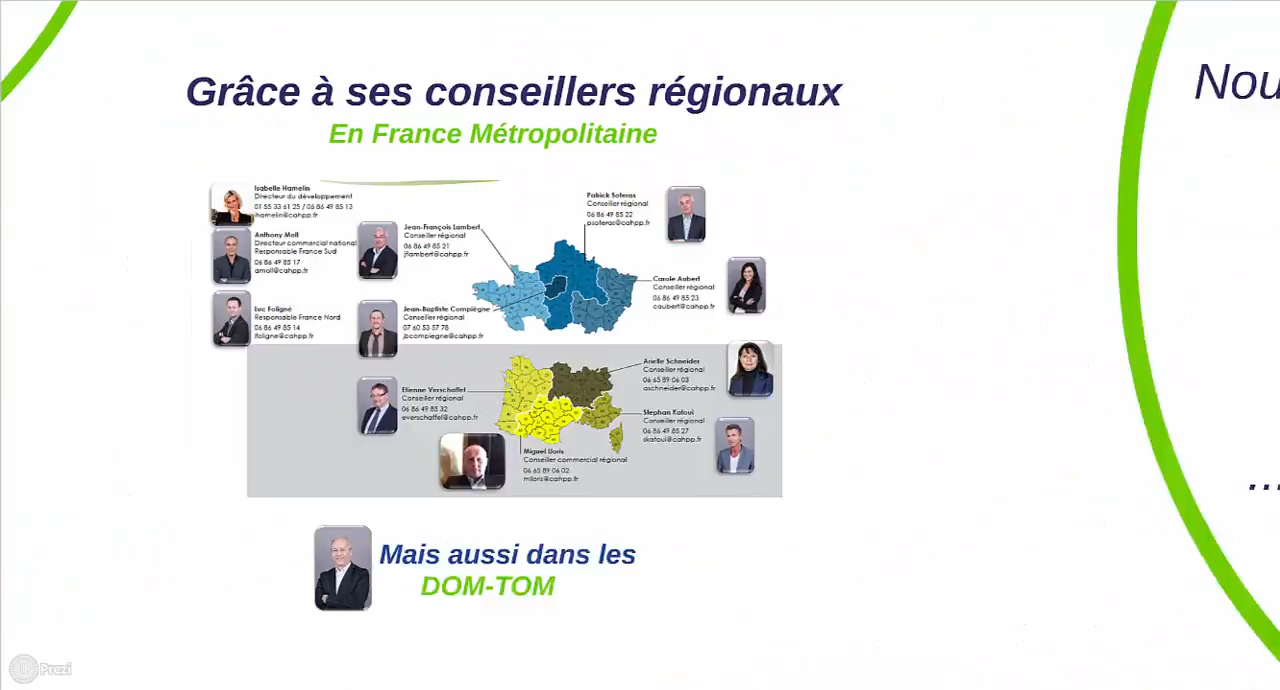 Grâce à ses conseillers régionaux
En France Métropolitaine
Nou
Isabelle Hamelin
Directeur du développement
01 55 33 61 25 / 06 86 49 85 13
ihamelin@cahpp.fr
Anthony Moll
Directeur commercial national
Responsable France Sud
06 86 49 85 17
amoll@cahpp.fr
Luc Foligné
Responsable France Nord
06 86 49 85 14
lfoligne@cahpp.fr
Jean-François Lambert
Conseiller régional
06 86 49 85 21
jflambert@cahpp.fr
Jean-Baptiste Compiègne
Conseiller régional
07 60 53 57 78
jbcompiegne@cahpp.fr
Patrick Soteras
Conseiller régional
06 86 49 85 22
psoteras@cahpp.fr
Carole Aubert
Conseiller régional
06 86 49 85 23
caubert@cahpp.fr
Etienne Verschaffel
Conseiller régional
06 86 49 85 32
everschaffel@cahpp.fr
Arielle Schneider
Conseiller régional
06 65 89 06 03
aschneider@cahpp.fr
Stephan Kafoui
Conseiller régional
06 86 49 85 27
skafoui@cahpp.fr
Miguel Lloris
Conseiller commercial régional
06 65 89 06 02
mlloris@cahpp.fr
...
Mais aussi dans les
DOM-TOM
Prezi